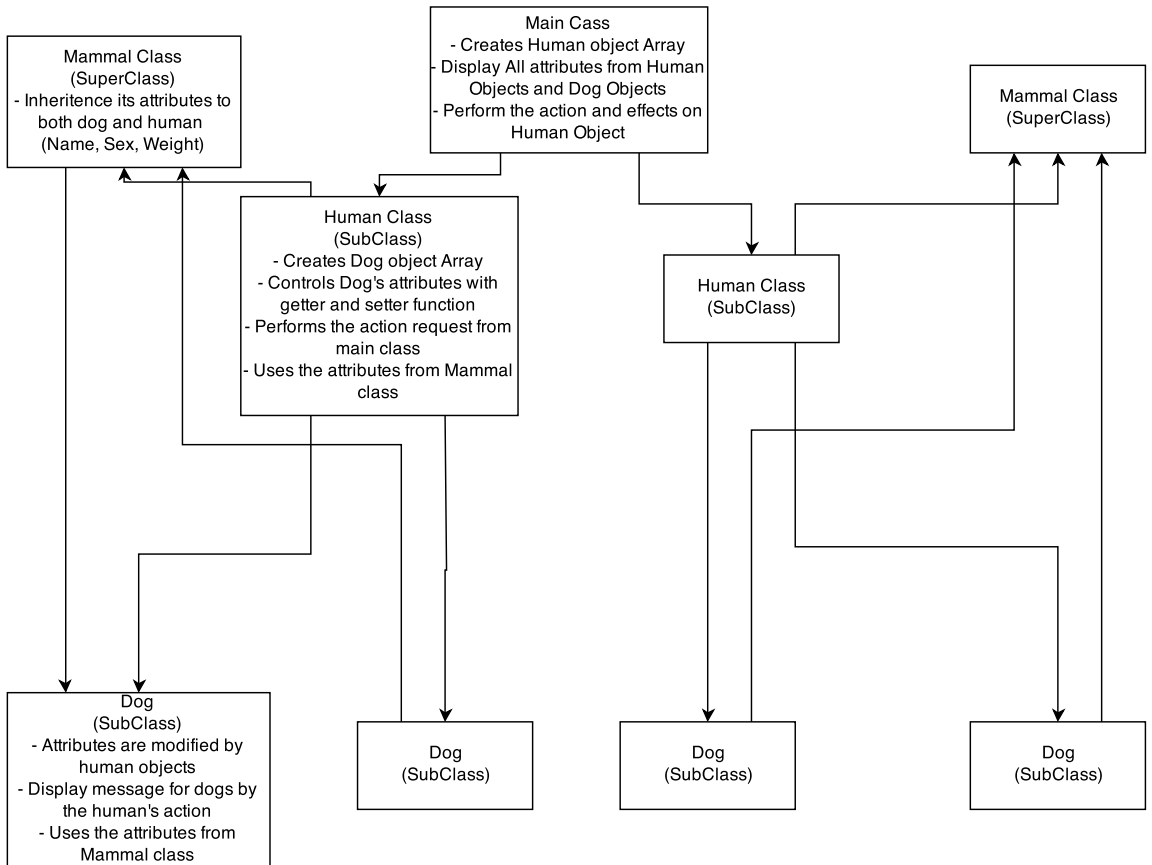 Main Cass
- Creates Human object Array
- Display All attributes from Human
Objects and Dog Objects
- Perform the action and effects on
Human Object
Mammal Class
(SuperClass)
- Inheritence its attributes to
both dog and human
(Name, Sex, Weight)
Mammal Class
(SuperClass)
Human Class
(SubClass)
- Creates Dog object Array
- Controls Dog's attributes with
getter and setter function
- Performs the action request from
main class
- Uses the attributes from Mammal
class
Human Class
(SubClass)
Dog
(SubClass)
- Attributes are modified by
human objects
- Display message for dogs by
the human's action
- Uses the attributes from
Mammal class
Dog
(SubClass)
Dog
(SubClass)
Dog
(SubClass)